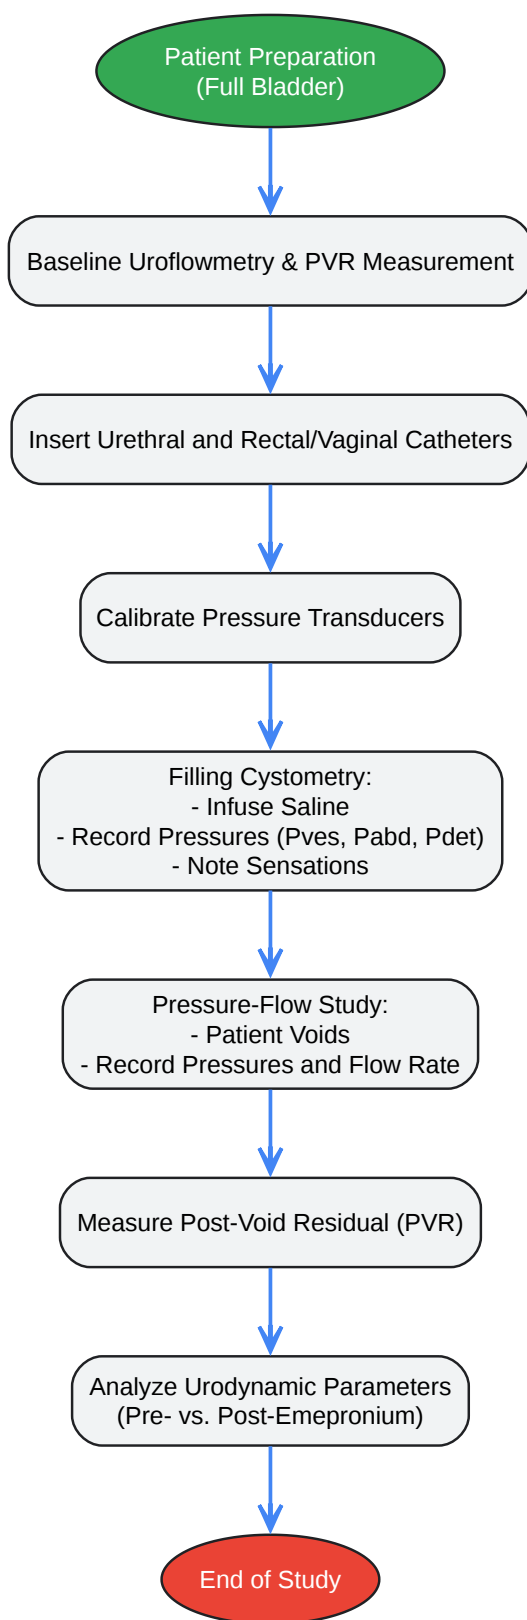 Patient Preparation
(Full Bladder)
Baseline Uroflowmetry & PVR Measurement
Insert Urethral and Rectal/Vaginal Catheters
Calibrate Pressure Transducers
Filling Cystometry:
- Infuse Saline
- Record Pressures (Pves, Pabd, Pdet)
- Note Sensations
Pressure-Flow Study:
- Patient Voids
- Record Pressures and Flow Rate
Measure Post-Void Residual (PVR)
Analyze Urodynamic Parameters
(Pre- vs. Post-Emepronium)
End of Study